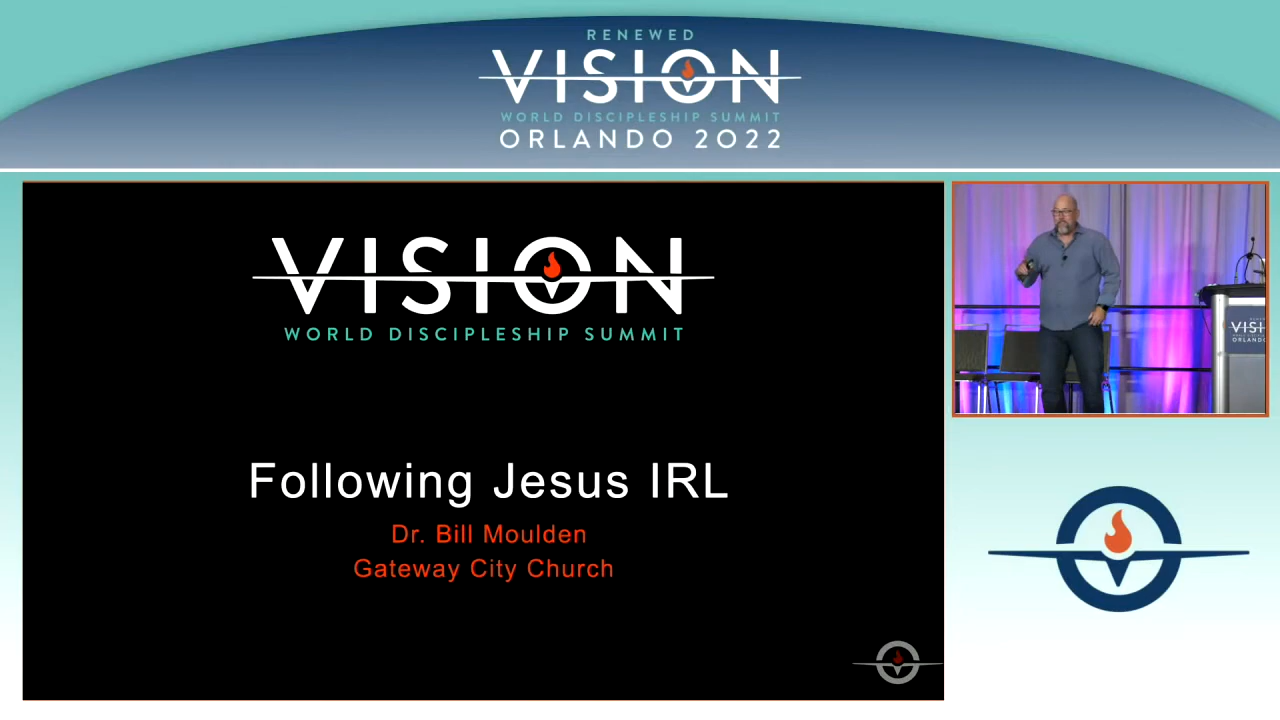 RENEWED
VISION
WORLD DISCIPLESHIP SUMMIT
ORLANDO 2022
VISION
WORLD DISCIPLESHIP SUMMIT
Following Jesus IRL
Dr. Bill Moulden
Gateway City Church
VISI
ORLANDO